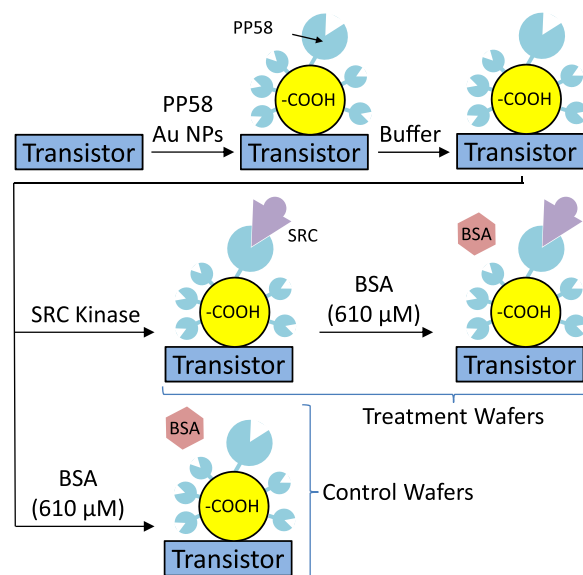 PP58
PP58
Au NPs
-COOH
Transistor
Transistor
Buffer
-COOH
Transistor
SRC Kinase
SRC
-COOH
Transistor
BSA
(610 µM)
BSA
-COOH
Transistor
Treatment Wafers
BSA
(610 µM)
BSA
-COOH
Transistor
Control Wafers